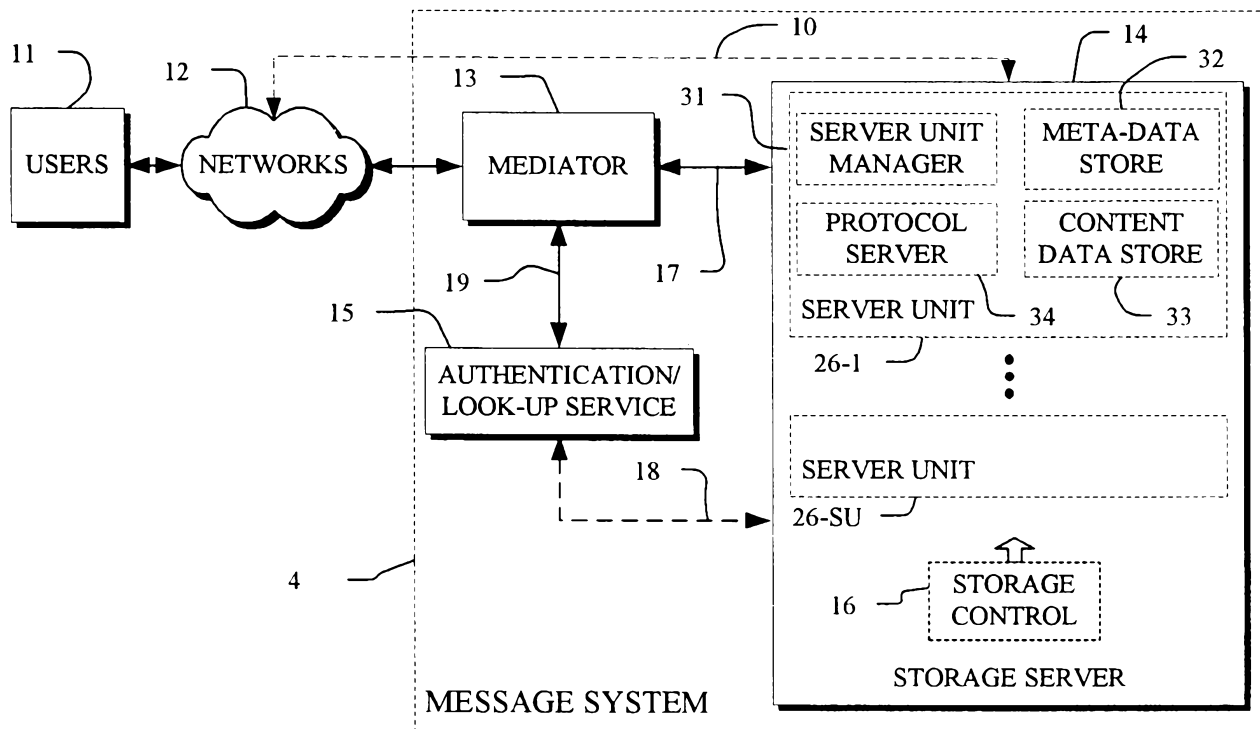 10
14
11
12
13
31
32
USERS
NETWORKS
MEDIATOR
SERVER UNIT
MANAGER
META-DATA
STORE
PROTOCOL
SERVER
CONTENT
DATA STORE
19
17
15
SERVER UNIT
34
33
26-1
AUTHENTICATION/
LOOK-UP SERVICE
SERVER UNIT
18
26-SU
4
16
STORAGE
CONTROL
STORAGE SERVER
MESSAGE SYSTEM